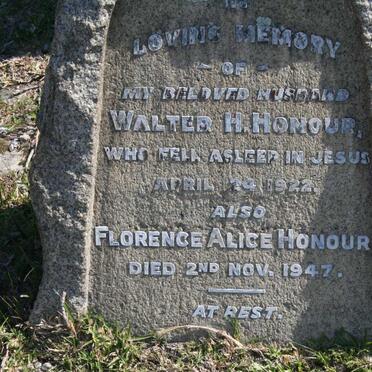 IN
LOVING MEMORY
OF
MY BELOVED HUSBAND
WALTER H. HONOUR,
WHO FELL ASLEEP IN JESUS
APRIL 1922.
ALSO
FLORENCE ALICE HONOUR
DIED 2ND NOV. 1947.
AT REST.